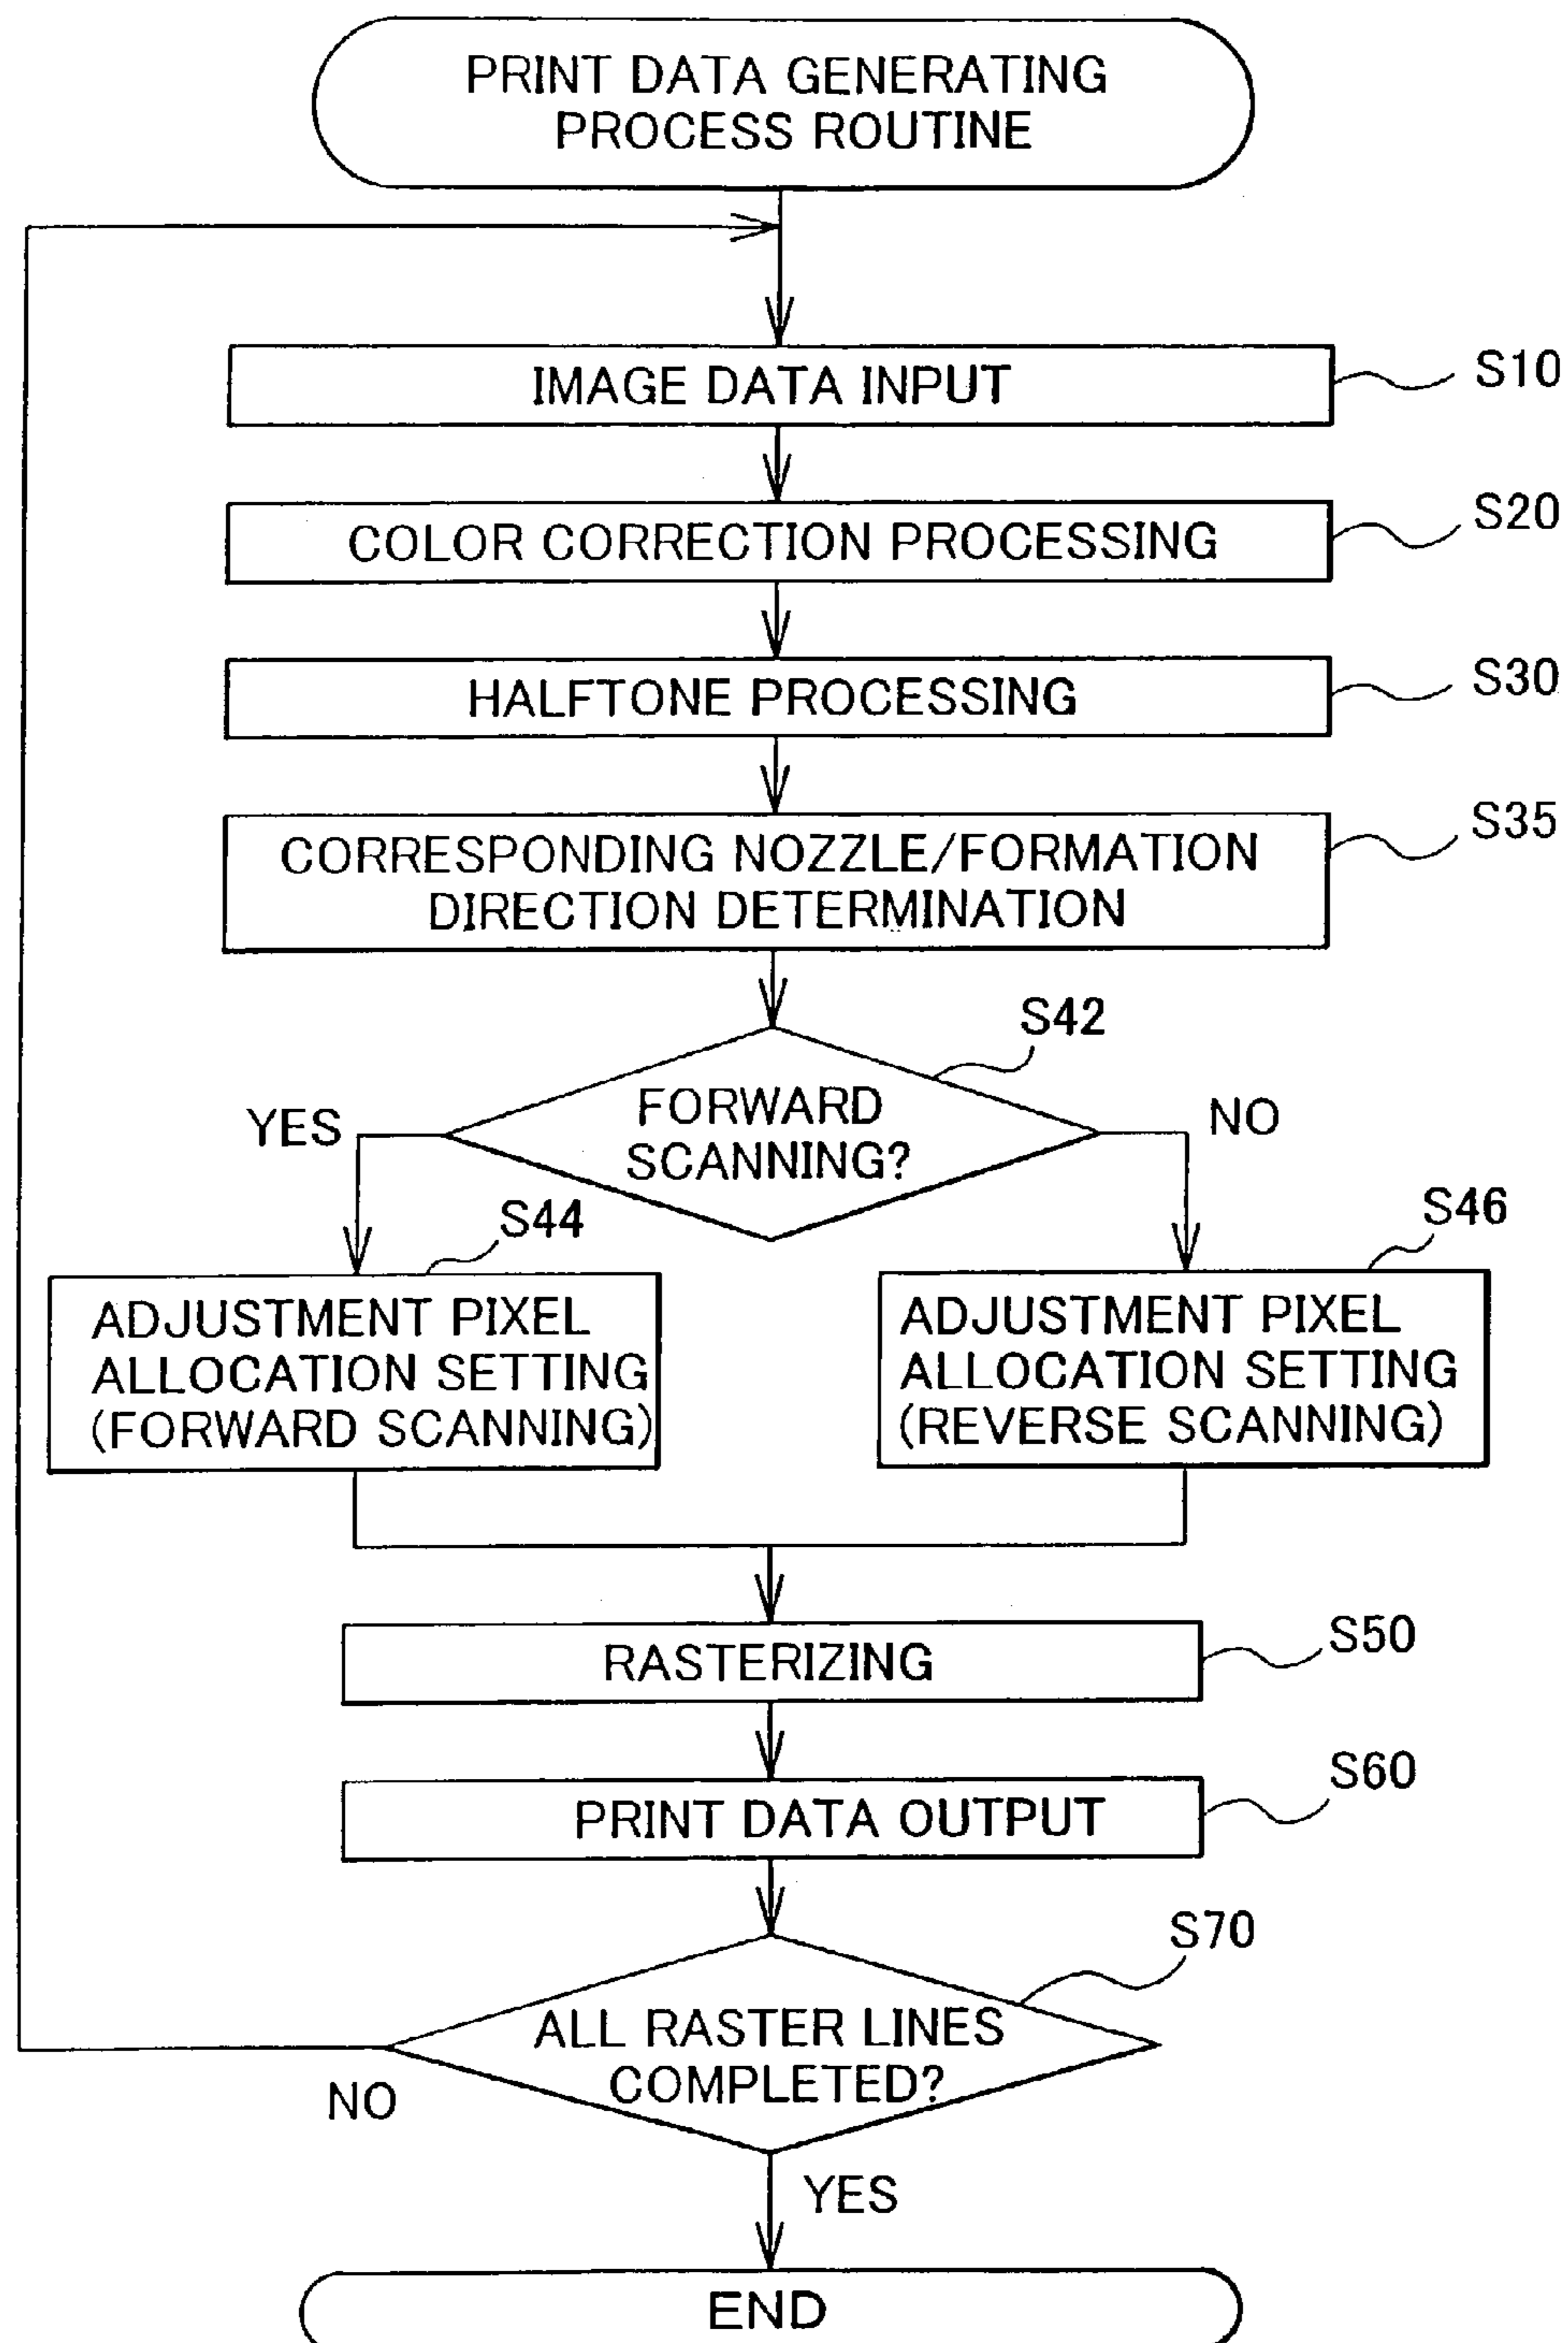 PRINT DATA GENERATING
PROCESS ROUTINE
IMAGE DATA INPUT
S10
COLOR CORRECTION PROCESSING
S20
HALFTONE PROCESSING
S30
CORRESPONDING NOZZLE/FORMATION
DIRECTION DETERMINATION
S35
S42
FORWARD
SCANNING?
YES
NO
S44
ADJUSTMENT PIXEL
ALLOCATION SETTING
(FORWARD SCANNING)
S46
ADJUSTMENT PIXEL
ALLOCATION SETTING
(REVERSE SCANNING)
RASTERIZING
S50
PRINT DATA OUTPUT
S60
S70
ALL RASTER LINES
COMPLETED?
NO
YES
END